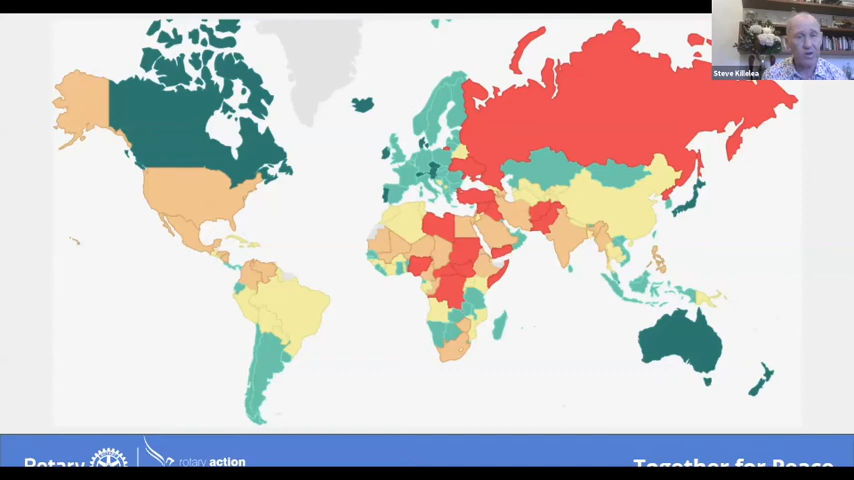 Steve Killelea
Rotary
rotary action
Together for Peace